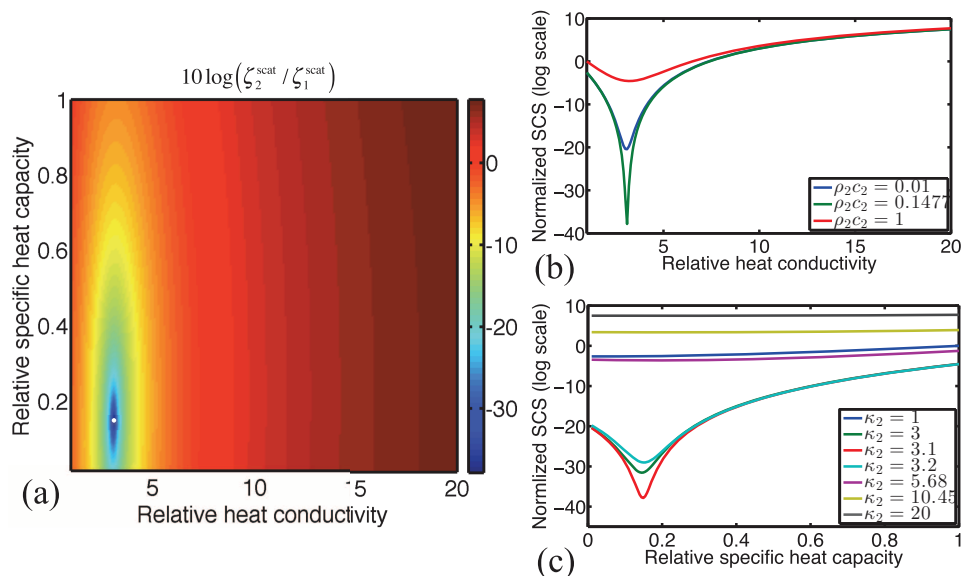 10 log(ζ₂ˢᶜᵃᵗ / ζ₁ˢᶜᵃᵗ)
Relative specific heat capacity
1
0.8
0.6
0.4
0.2
5
10
15
20
Relative heat conductivity
0
-10
-20
-30
(a)
Normalized SCS (log scale)
10
0
−10
−20
−30
−40
5
10
15
20
Relative heat conductivity
ρ₂c₂ = 0.01
ρ₂c₂ = 0.1477
ρ₂c₂ = 1
(b)
Normalized SCS (log scale)
10
0
−10
−20
−30
−40
0
0.2
0.4
0.6
0.8
1
Relative specific heat capacity
κ₂ = 1
κ₂ = 3
κ₂ = 3.1
κ₂ = 3.2
κ₂ = 5.68
κ₂ = 10.45
κ₂ = 20
(c)